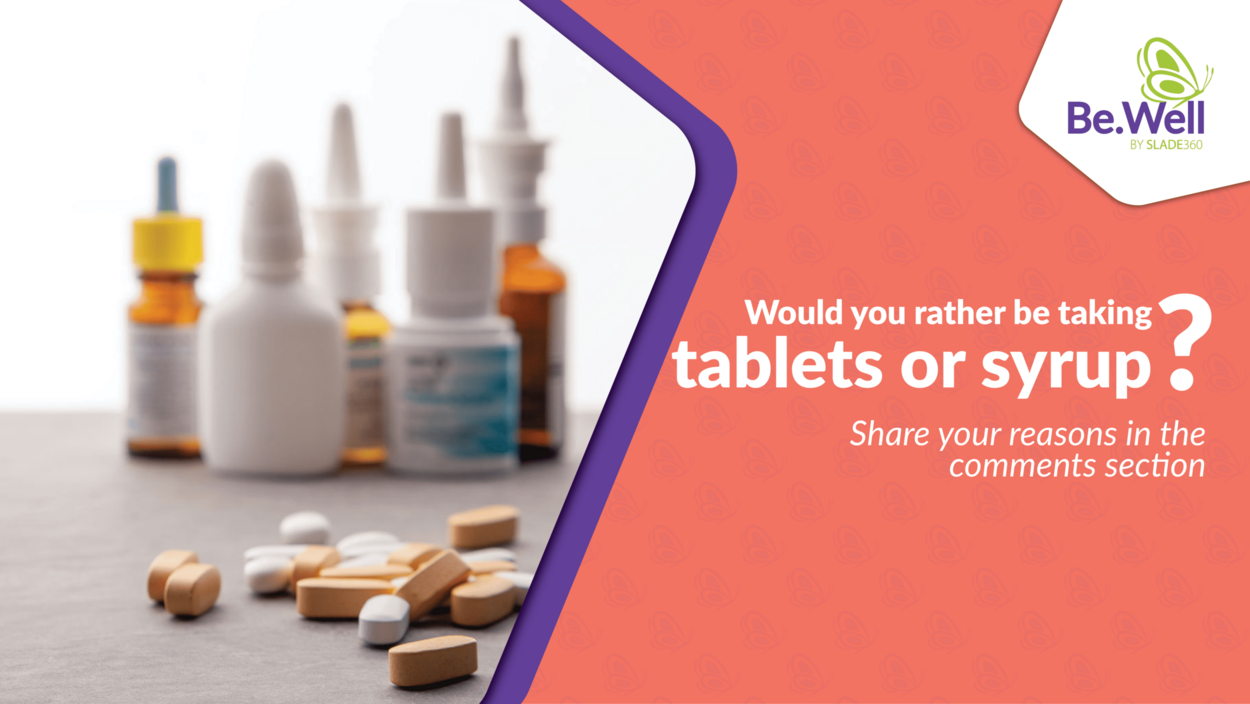 Be.Well
BY SLADE360
Would you rather be taking
tablets or syrup?
Share your reasons in the
comments section